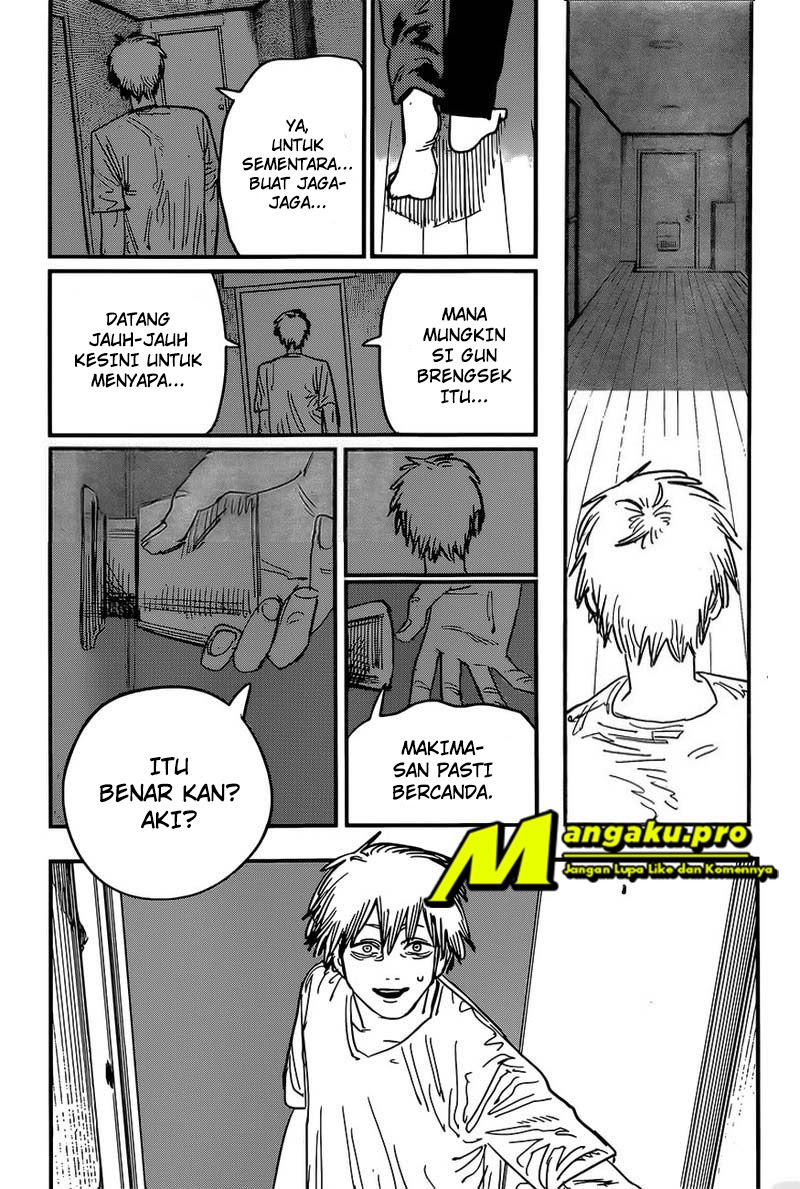 YA,
UNTUK
SEMENTARA...
BUAT JAGA-
JAGA...
MANA
MUNGKIN
SI GUN
BRENGSEK
ITU...
DATANG
JAUH-JAUH
KESINI UNTUK
MENYAPA...
MAKIMA-
SAN PASTI
BERCANDA.
ITU
BENAR KAN?
AKI?
Mangaku.pro
Jangan Lupa Like dan Komennya